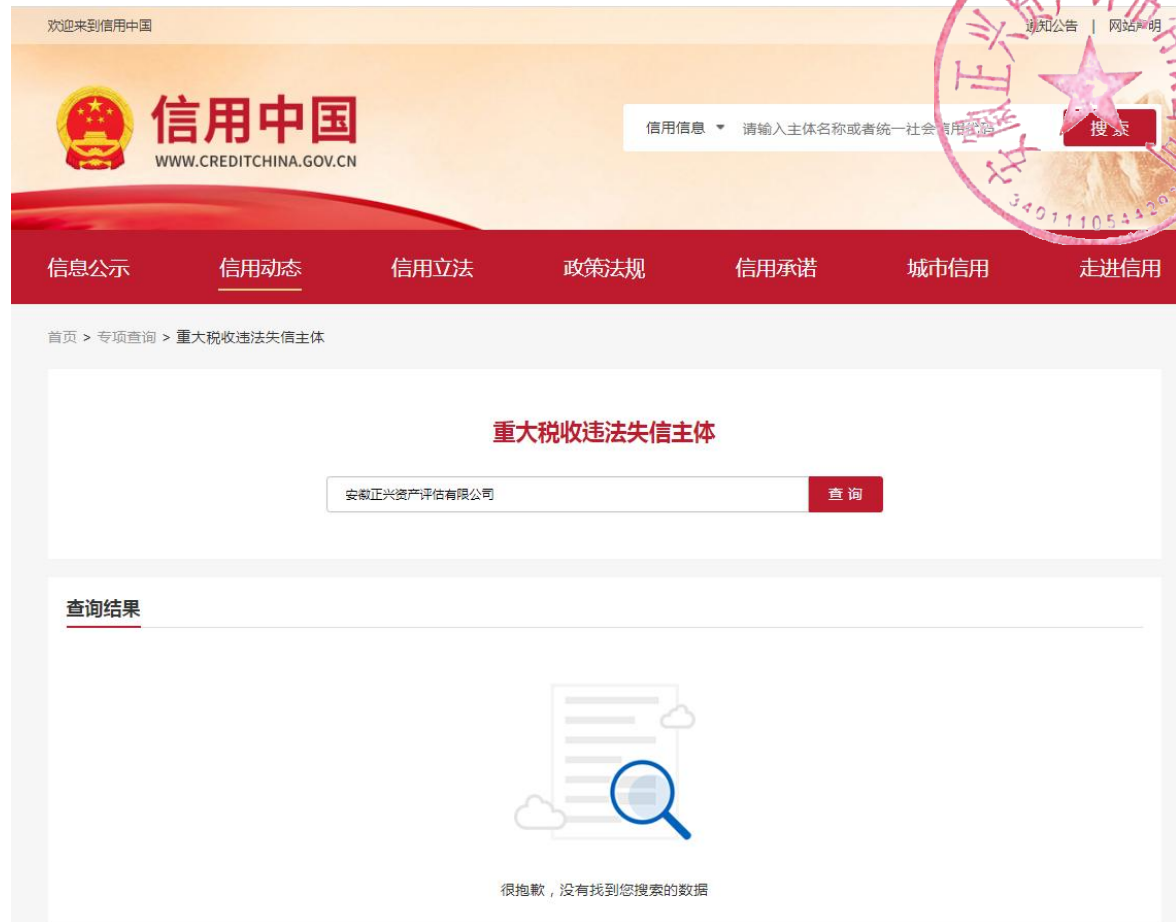 欢迎来到信用中国
通知公告 | 网站声明
信用中国
WWW.CREDITCHINA.GOV.CN
信用信息 请输入主体名称或者统一社会信用代码 搜索
信息公示 信用动态 信用立法 政策法规 信用承诺 城市信用 走进信用
首页 > 专项查询 > 重大税收违法失信主体
重大税收违法失信主体
安徽正兴资产评估有限公司 查询
查询结果
很抱歉，没有找到您搜索的数据